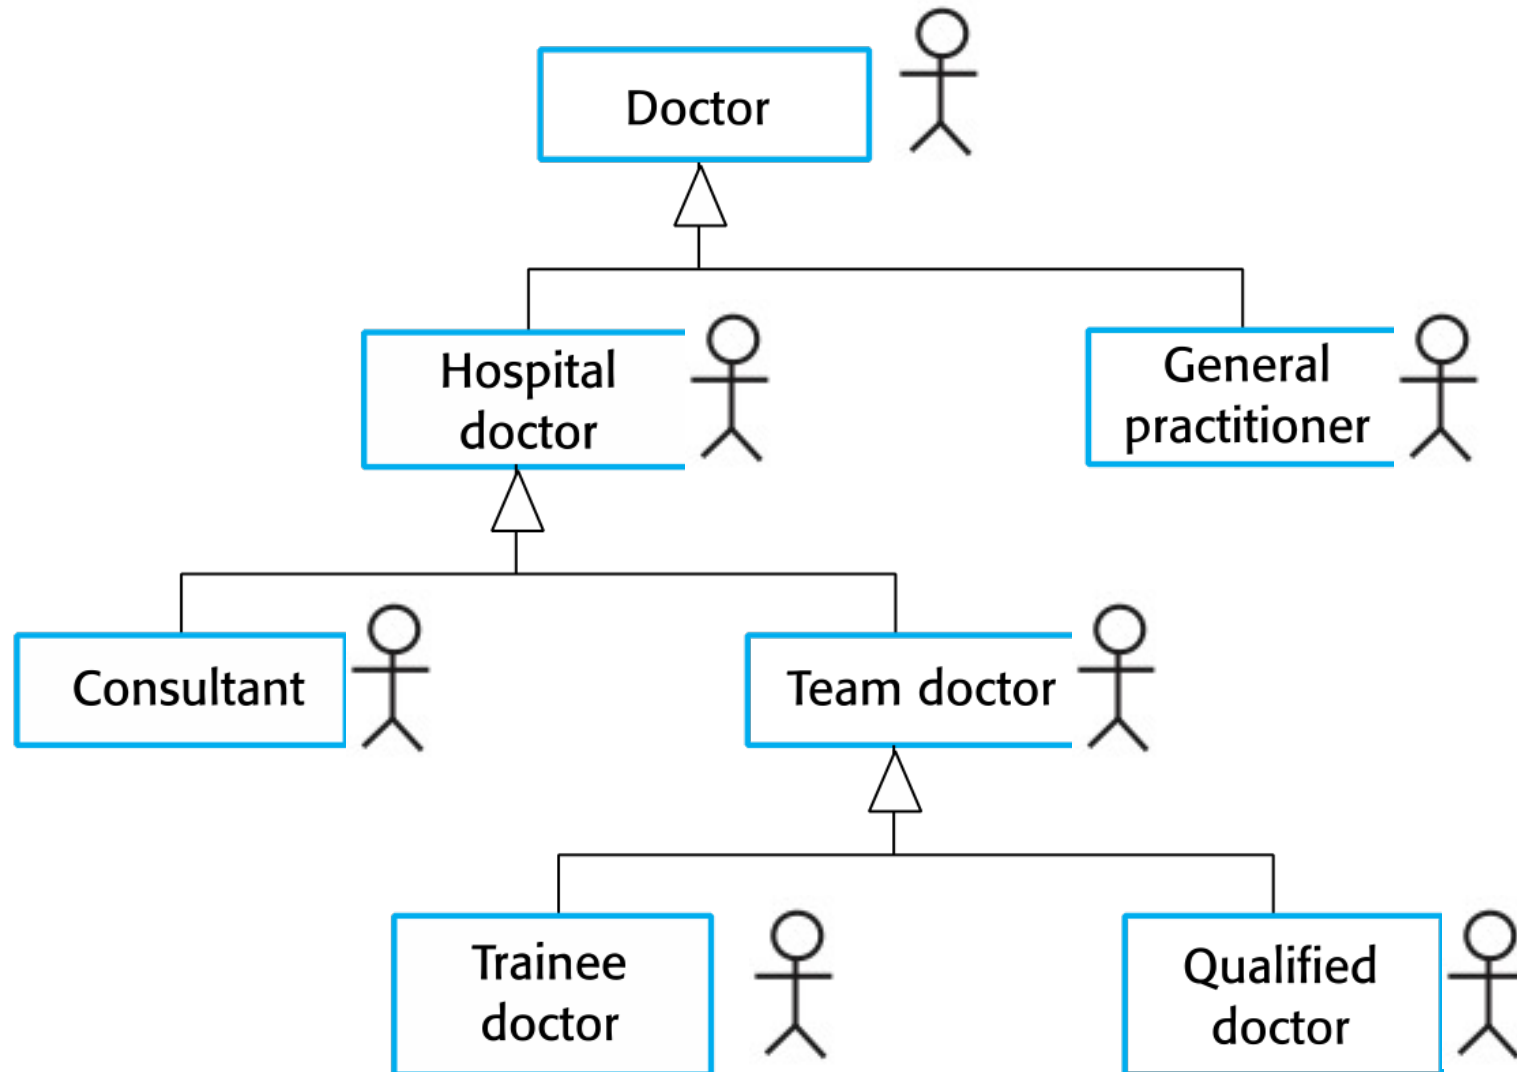 Doctor
Hospital
doctor
General
practitioner
Consultant
Team doctor
Trainee
doctor
Qualified
doctor